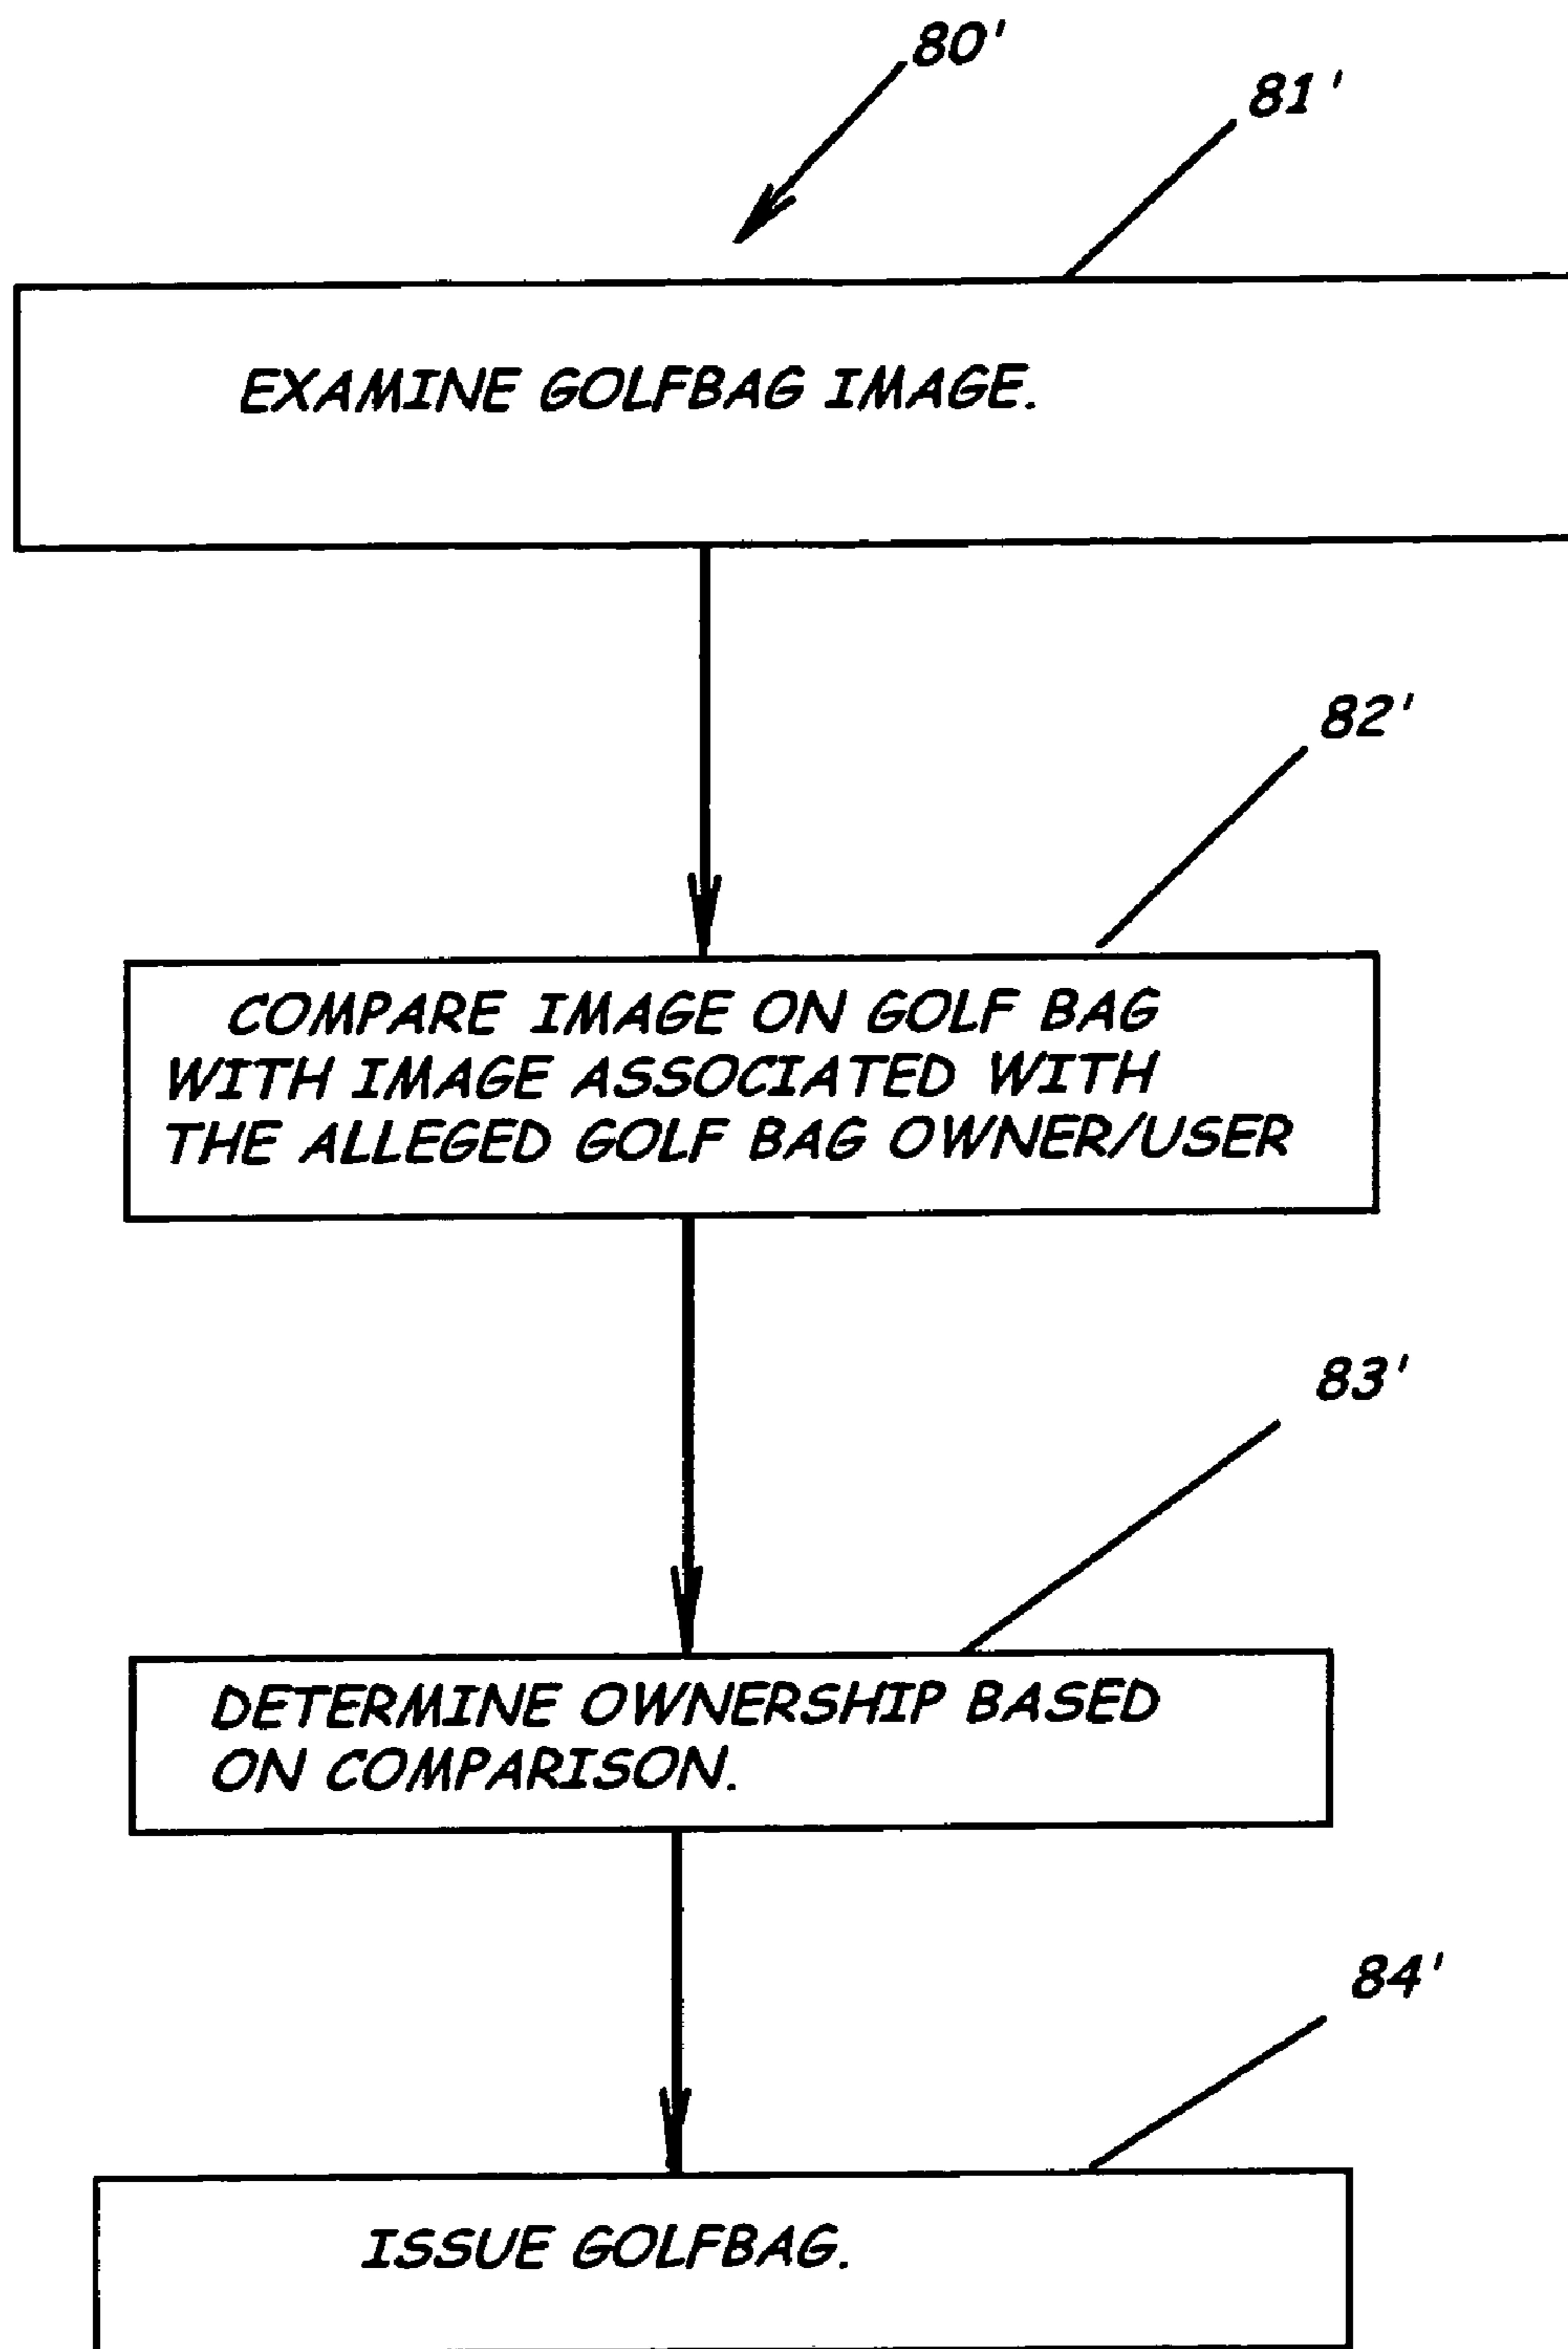 80'
81'
EXAMINE GOLFBAG IMAGE.
82'
COMPARE IMAGE ON GOLF BAG
WITH IMAGE ASSOCIATED WITH
THE ALLEGED GOLF BAG OWNER/USER
83'
DETERMINE OWNERSHIP BASED
ON COMPARISON.
84'
ISSUE GOLFBAG.